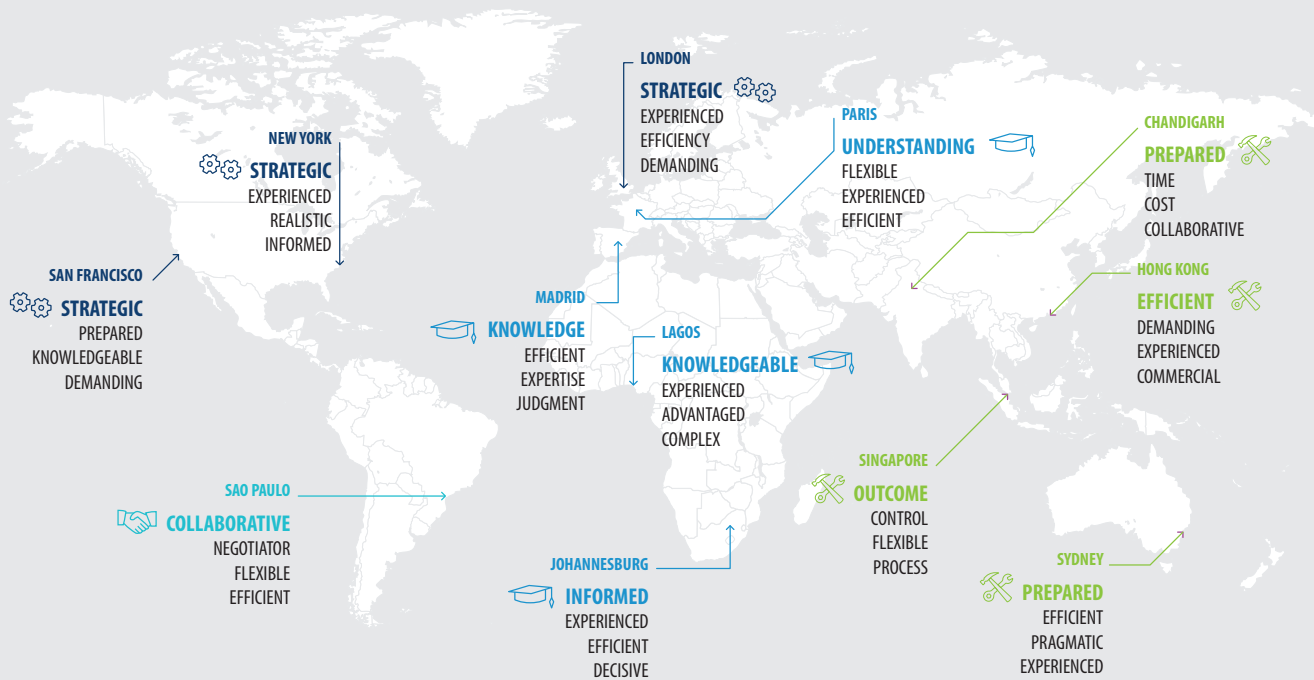 LONDON
STRATEGIC
EXPERIENCED
EFFICIENCY
DEMANDING
PARIS
UNDERSTANDING
FLEXIBLE
EXPERIENCED
EFFICIENT
CHANDIGARH
PREPARED
TIME
COST
COLLABORATIVE
NEW YORK
STRATEGIC
EXPERIENCED
REALISTIC
INFORMED
SAN FRANCISCO
STRATEGIC
PREPARED
KNOWLEDGEABLE
DEMANDING
MADRID
KNOWLEDGE
EFFICIENT
EXPERTISE
JUDGMENT
LAGOS
KNOWLEDGEABLE
EXPERIENCED
ADVANTAGED
COMPLEX
HONG KONG
EFFICIENT
DEMANDING
EXPERIENCED
COMMERCIAL
SINGAPORE
OUTCOME
CONTROL
FLEXIBLE
PROCESS
SAO PAULO
COLLABORATIVE
NEGOTIATOR
FLEXIBLE
EFFICIENT
JOHANNESBURG
INFORMED
EXPERIENCED
EFFICIENT
DECISIVE
SYDNEY
PREPARED
EFFICIENT
PRAGMATIC
EXPERIENCED